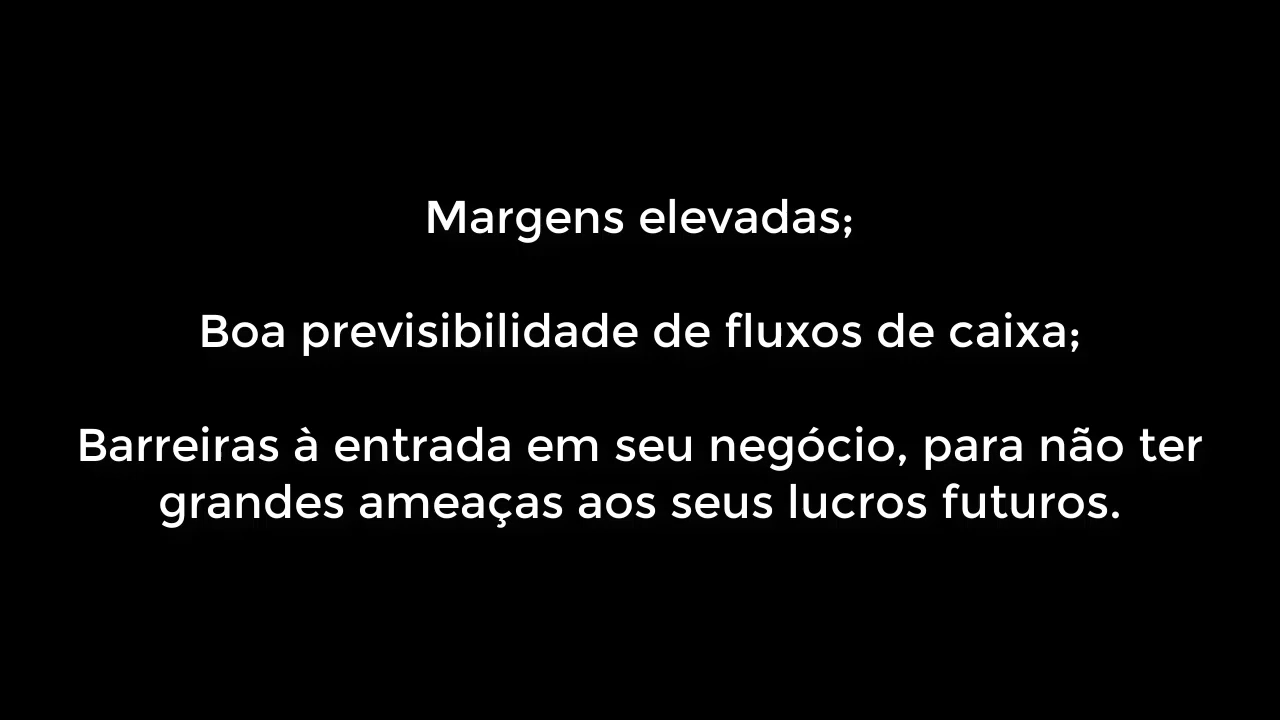 Margens elevadas;
Boa previsibilidade de fluxos de caixa;
Barreiras à entrada em seu negócio, para não ter
grandes ameaças aos seus lucros futuros.